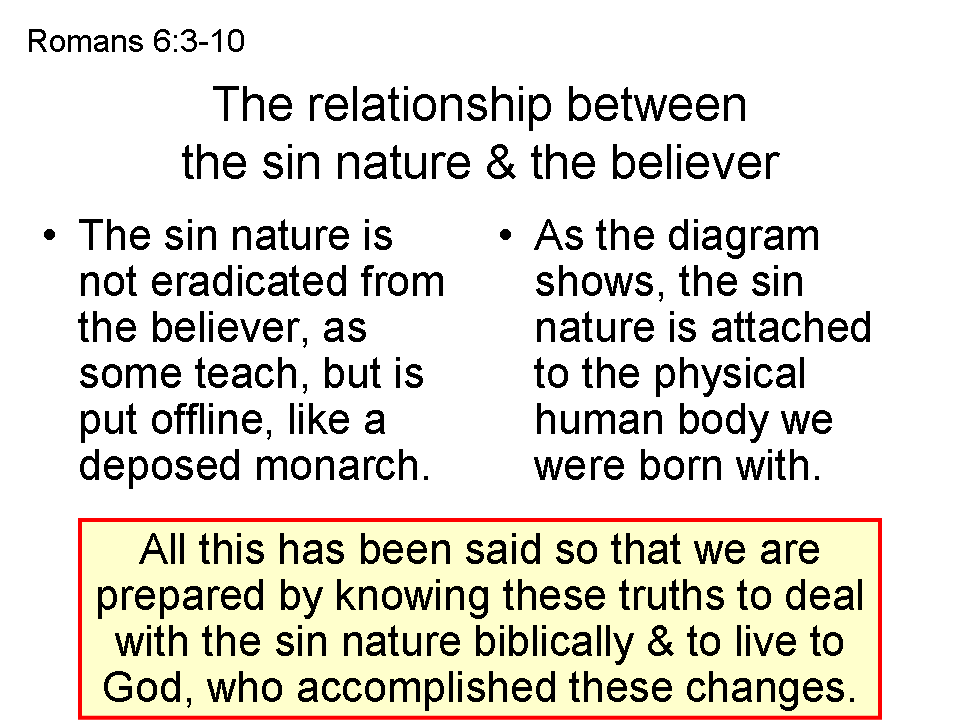 Romans 6:3-10
The relationship between
the sin nature & the believer
• The sin nature is
not eradicated from
the believer, as
some teach, but is
put offline, like a
deposed monarch.
• As the diagram
shows, the sin
nature is attached
to the physical
human body we
were born with.
All this has been said so that we are
prepared by knowing these truths to deal
with the sin nature biblically & to live to
God, who accomplished these changes.